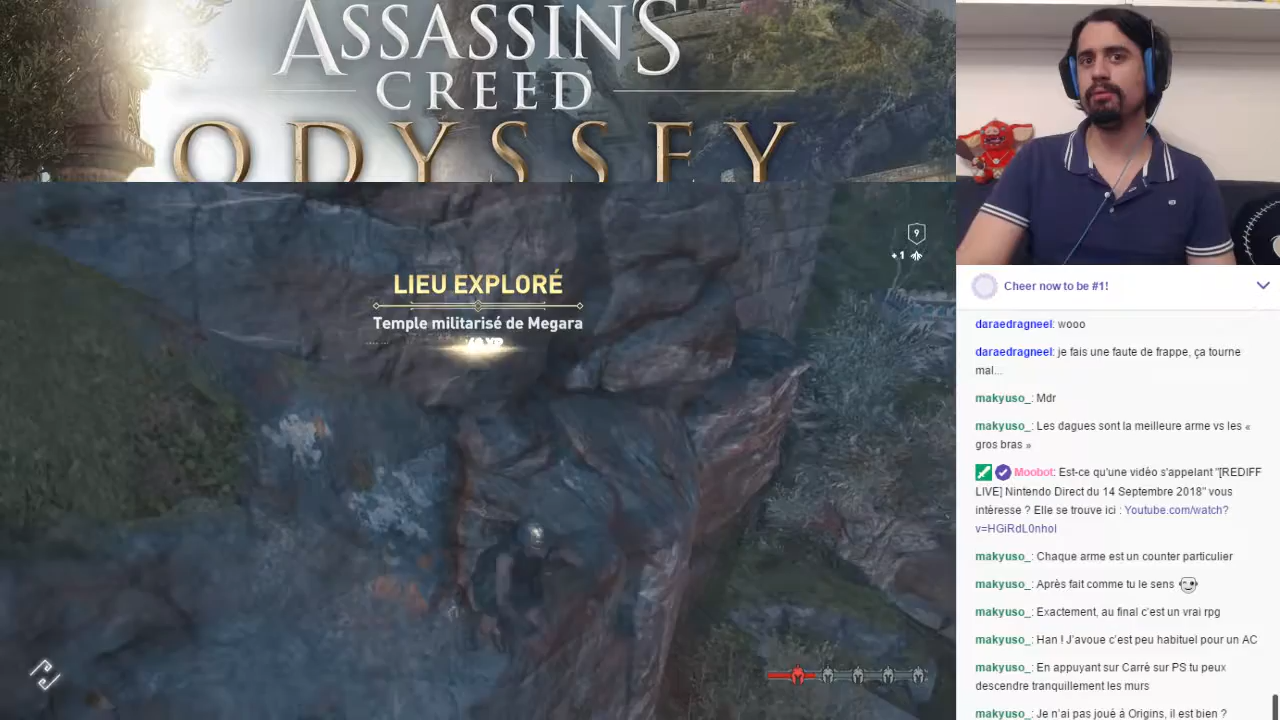 ASSASSIN'S
CREED
ODYSSEY
9
+1
LIEU EXPLORÉ
Temple militarisé de Megara
Cheer now to be #1!
daraedragneel: wooo
daraedragneel: je fais une faute de frappe, ça tourne
mal...
makyuso_: Mdr
makyuso_: Les dagues sont la meilleure arme vs les «
gros bras »
Moobot: Est-ce qu'une vidéo s'appelant "[REDIFF
LIVE] Nintendo Direct du 14 Septembre 2018" vous
intéresse ? Elle se trouve ici : Youtube.com/watch?
v=HGiRdL0nhoI
makyuso_: Chaque arme est un counter particulier
makyuso_: Après fait comme tu le sens
makyuso_: Exactement, au final c'est un vrai rpg
makyuso_: Han ! J'avoue c'est peu habituel pour un AC
makyuso_: En appuyant sur Carré sur PS tu peux
descendre tranquillement les murs
makyuso_: Je n'ai pas joué à Origins, il est bien ?